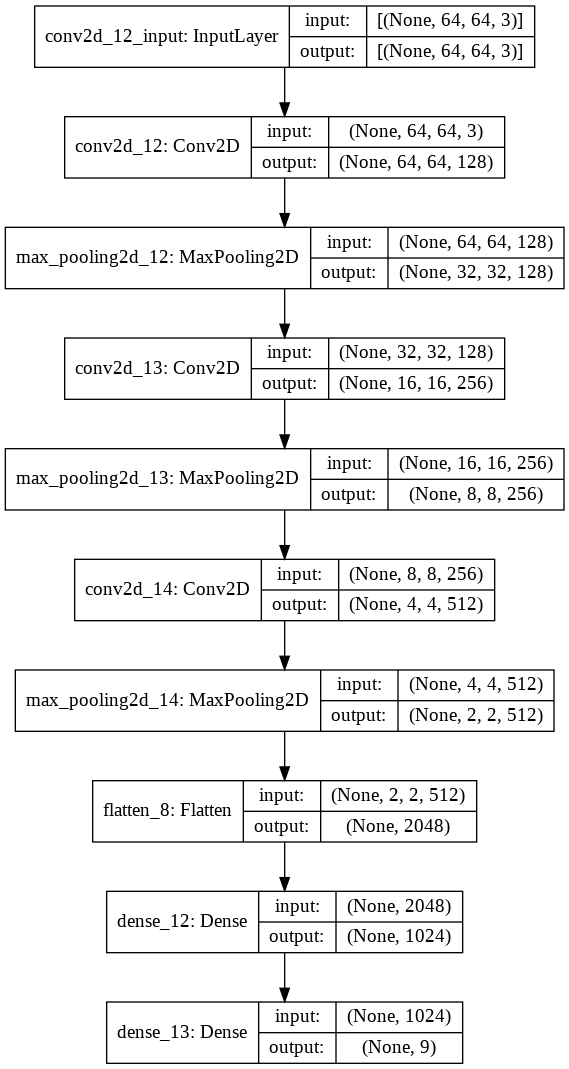 conv2d_12_input: InputLayer
input: [(None, 64, 64, 3)]
output: [(None, 64, 64, 3)]
conv2d_12: Conv2D
input: (None, 64, 64, 3)
output: (None, 64, 64, 128)
max_pooling2d_12: MaxPooling2D
input: (None, 64, 64, 128)
output: (None, 32, 32, 128)
conv2d_13: Conv2D
input: (None, 32, 32, 128)
output: (None, 16, 16, 256)
max_pooling2d_13: MaxPooling2D
input: (None, 16, 16, 256)
output: (None, 8, 8, 256)
conv2d_14: Conv2D
input: (None, 8, 8, 256)
output: (None, 4, 4, 512)
max_pooling2d_14: MaxPooling2D
input: (None, 4, 4, 512)
output: (None, 2, 2, 512)
flatten_8: Flatten
input: (None, 2, 2, 512)
output: (None, 2048)
dense_12: Dense
input: (None, 2048)
output: (None, 1024)
dense_13: Dense
input: (None, 1024)
output: (None, 9)